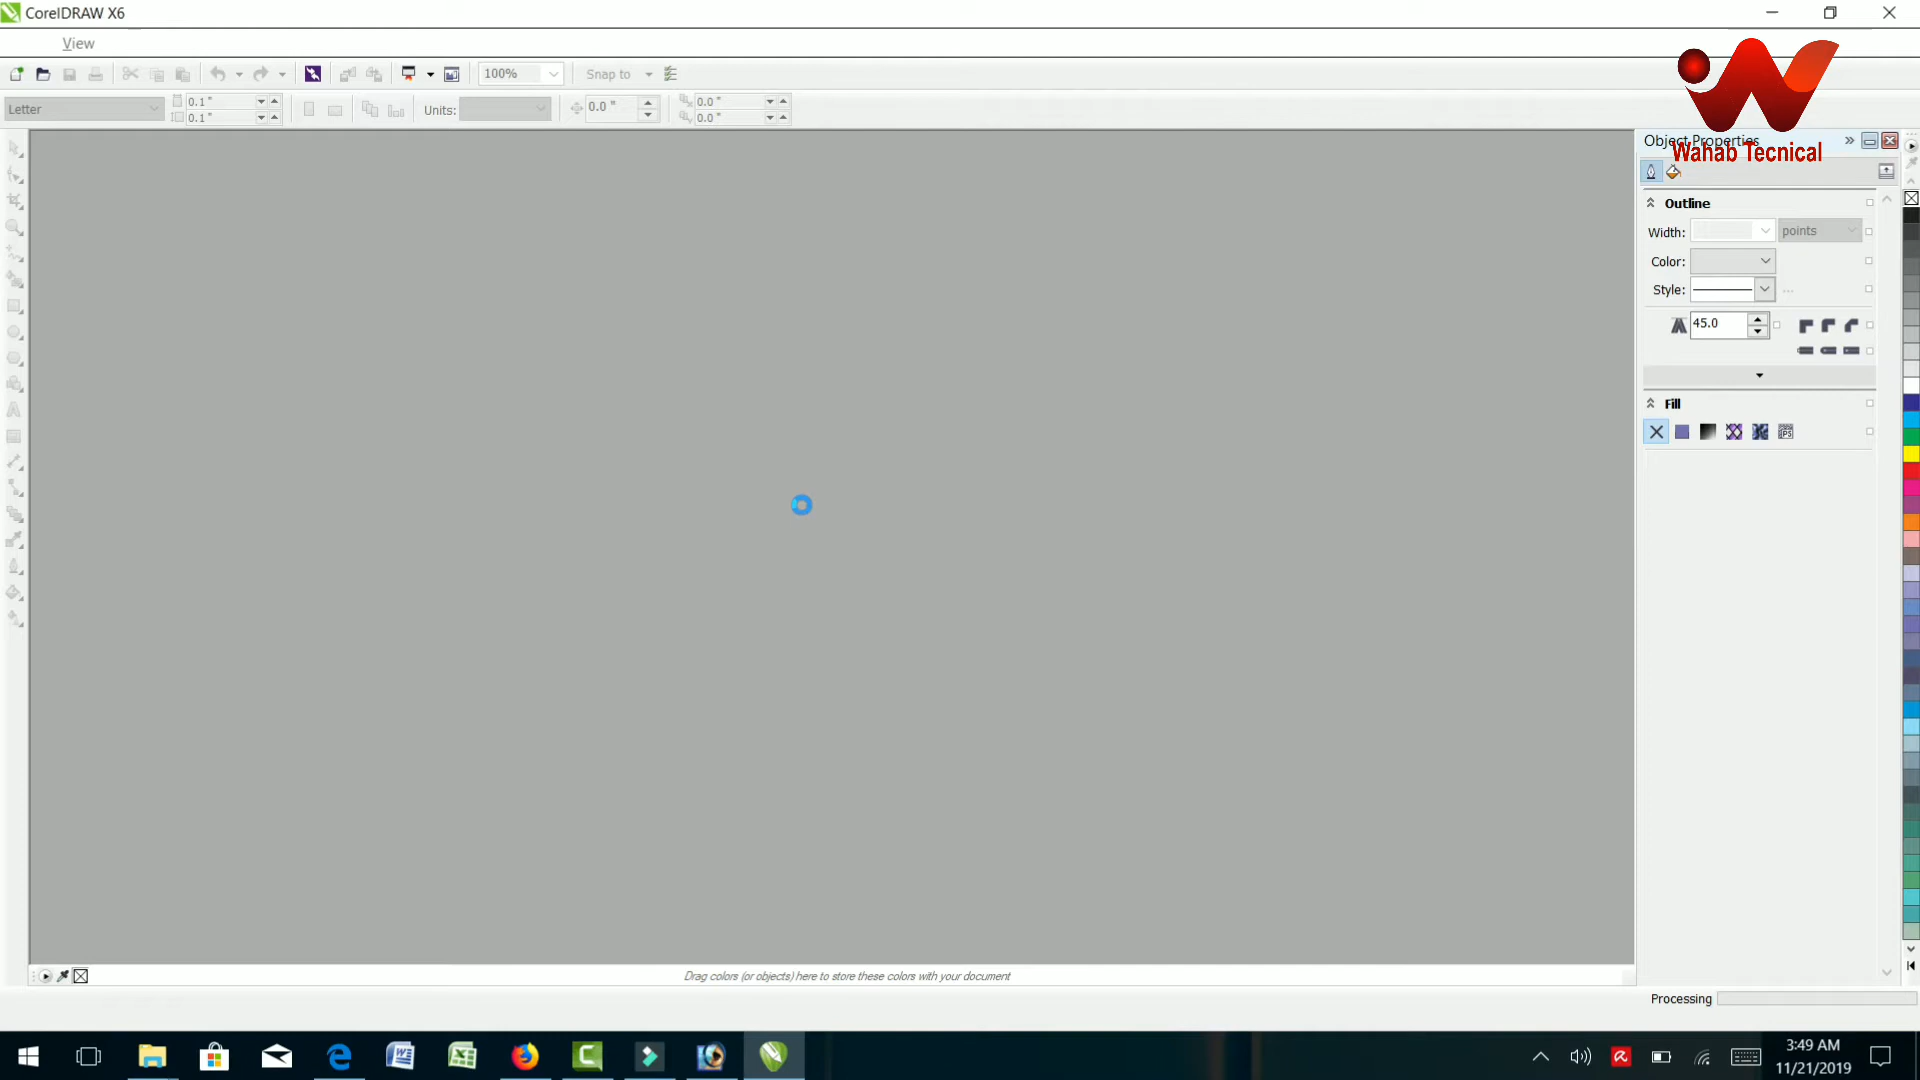 CorelDRAW X6
View
100%
Snap to
Letter
0.1 "
0.1 "
Units:
0.0 "
0.0 "
0.0 "
Object Properties
Wahab Tecnical
Outline
Width:
points
Color:
Style:
...
45.0
Fill
Drag colors (or objects) here to store these colors with your document
Processing
3:49 AM
11/21/2019